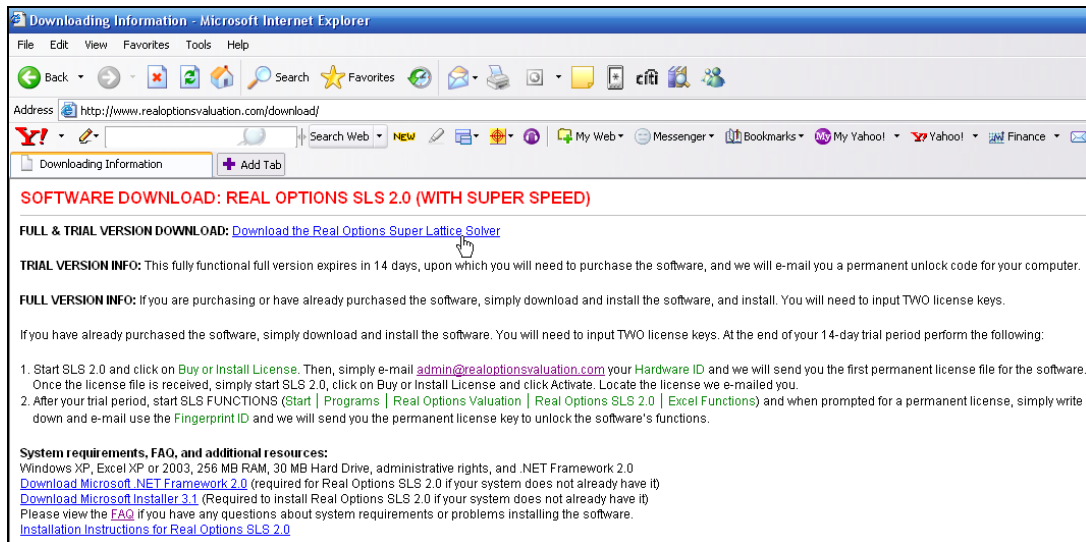 Downloading Information - Microsoft Internet Explorer
File Edit View Favorites Tools Help
Back Search Favorites citi
Address http://www.realoptionsvaluation.com/download/
Y! Search Web NEW My Web Messenger Bookmarks My Yahoo! Yahoo! Finance
Downloading Information Add Tab
SOFTWARE DOWNLOAD: REAL OPTIONS SLS 2.0 (WITH SUPER SPEED)
FULL & TRIAL VERSION DOWNLOAD: Download the Real Options Super Lattice Solver
TRIAL VERSION INFO: This fully functional full version expires in 14 days, upon which you will need to purchase the software, and we will e-mail you a permanent unlock code for your computer.
FULL VERSION INFO: If you are purchasing or have already purchased the software, simply download and install the software, and install. You will need to input TWO license keys.
If you have already purchased the software, simply download and install the software. You will need to input TWO license keys. At the end of your 14-day trial period perform the following:
1. Start SLS 2.0 and click on Buy or Install License. Then, simply e-mail admin@realoptionsvaluation.com your Hardware ID and we will send you the first permanent license file for the software.
Once the license file is received, simply start SLS 2.0, click on Buy or Install License and click Activate. Locate the license we e-mailed you.
2. After your trial period, start SLS FUNCTIONS (Start | Programs | Real Options Valuation | Real Options SLS 2.0 | Excel Functions) and when prompted for a permanent license, simply write
down and e-mail use the Fingerprint ID and we will send you the permanent license key to unlock the software's functions.
System requirements, FAQ, and additional resources:
Windows XP, Excel XP or 2003, 256 MB RAM, 30 MB Hard Drive, administrative rights, and .NET Framework 2.0
Download Microsoft .NET Framework 2.0 (required for Real Options SLS 2.0 if your system does not already have it)
Download Microsoft Installer 3.1 (Required to install Real Options SLS 2.0 if your system does not already have it)
Please view the FAQ if you have any questions about system requirements or problems installing the software.
Installation Instructions for Real Options SLS 2.0